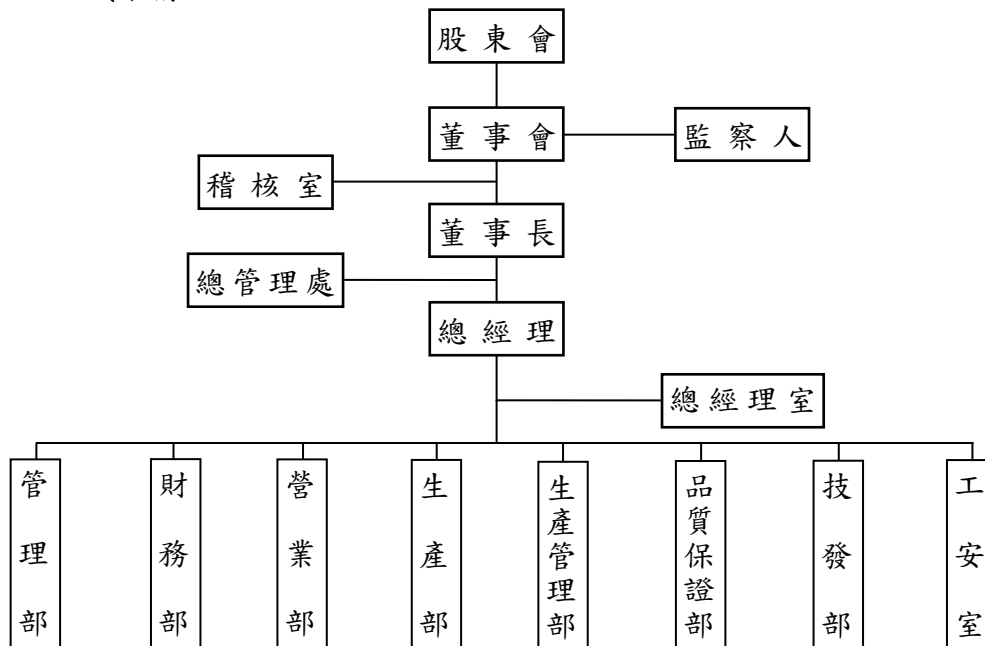 股東會
董事會
監察人
稽核室
董事長
總管理處
總經理
總經理室
管理部
財務部
營業部
生產部
生產管理部
品質保證部
技發部
工安室